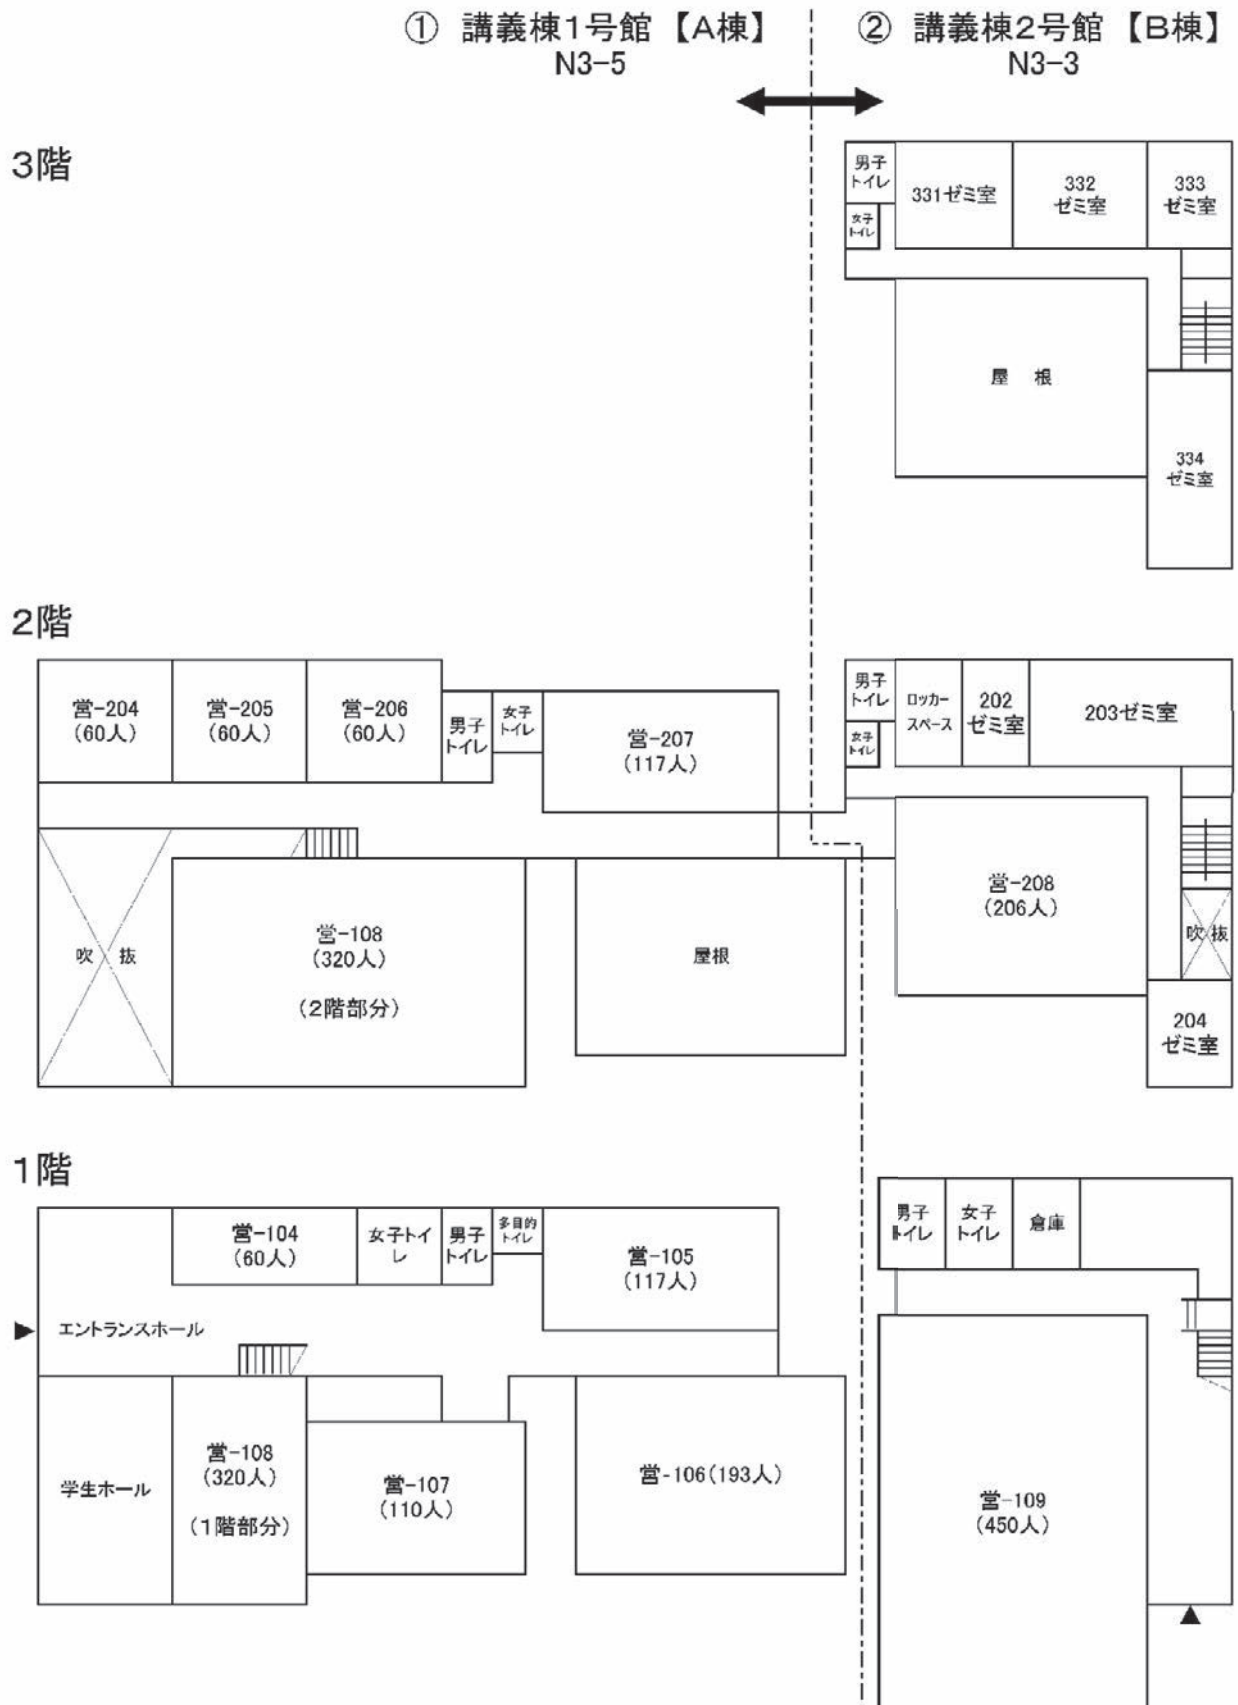 ① 講義棟1号館【A棟】
N3-5
② 講義棟2号館【B棟】
N3-3
3階
男子
トイレ
女子
トイレ
331ゼミ室
332
ゼミ室
333
ゼミ室
屋 根
334
ゼミ室
2階
営-204
(60人)
営-205
(60人)
営-206
(60人)
男子
トイレ
女子
トイレ
営-207
(117人)
男子
トイレ
女子
トイレ
ロッカー
スペース
202
ゼミ室
203ゼミ室
吹 抜
営-108
(320人)
(2階部分)
屋根
営-208
(206人)
吹 抜
204
ゼミ室
1階
営-104
(60人)
女子トイ
レ
男子
トイレ
多目的
トイレ
営-105
(117人)
男子
トイレ
女子
トイレ
倉庫
エントランスホール
学生ホール
営-108
(320人)
(1階部分)
営-107
(110人)
営-106(193人)
営-109
(450人)